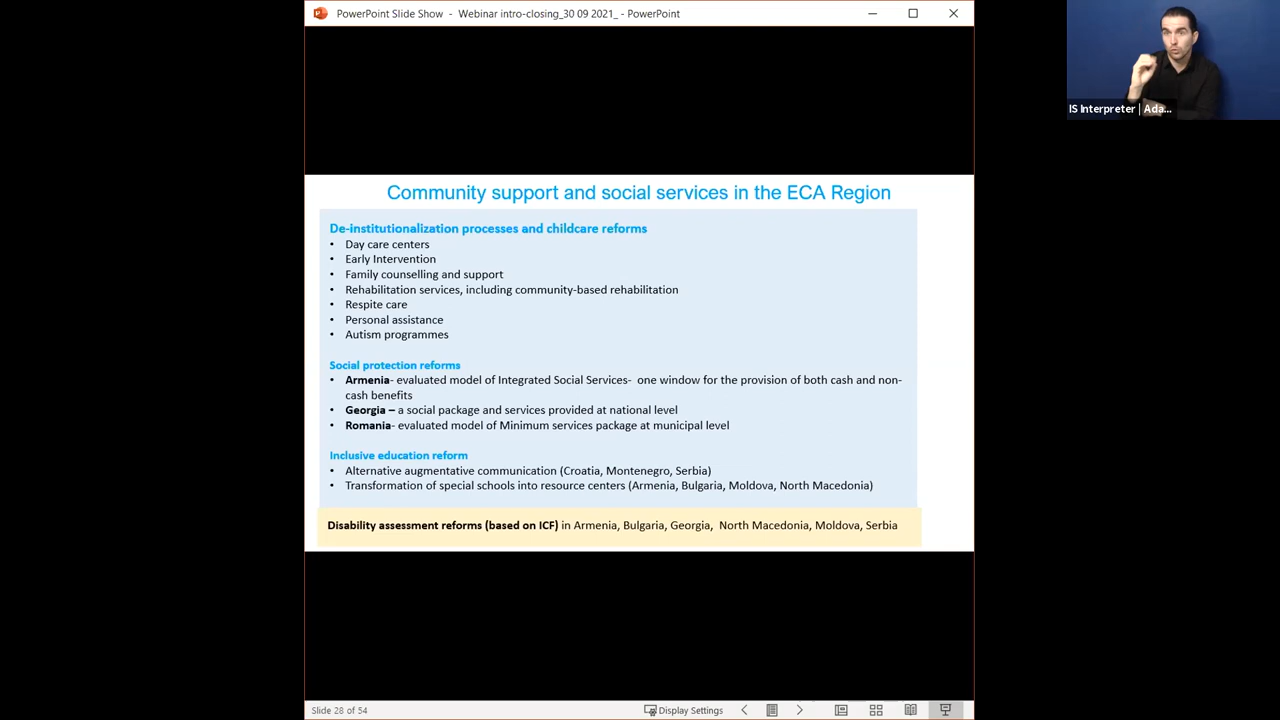 PowerPoint Slide Show - Webinar intro-closing_30 09 2021_ - PowerPoint
IS Interpreter | Ada...
Community support and social services in the ECA Region
De-institutionalization processes and childcare reforms
• Day care centers
• Early Intervention
• Family counselling and support
• Rehabilitation services, including community-based rehabilitation
• Respite care
• Personal assistance
• Autism programmes
Social protection reforms
• Armenia- evaluated model of Integrated Social Services- one window for the provision of both cash and non-
cash benefits
• Georgia – a social package and services provided at national level
• Romania- evaluated model of Minimum services package at municipal level
Inclusive education reform
• Alternative augmentative communication (Croatia, Montenegro, Serbia)
• Transformation of special schools into resource centers (Armenia, Bulgaria, Moldova, North Macedonia)
Disability assessment reforms (based on ICF) in Armenia, Bulgaria, Georgia, North Macedonia, Moldova, Serbia
Slide 28 of 54
Display Settings